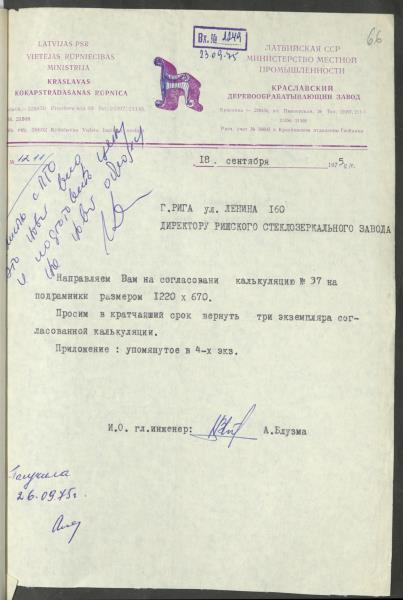 66
Вх. № 1249
23.09.75
LATVIJAS PSR
VIETEJAS RŪPNIECĪBAS
MINISTRIJA
KRĀSLAVAS
KOKAPSTRĀDĀŠANAS RŪPNĪCA
ЛАТВИЙСКАЯ ССР
МИНИСТЕРСТВО МЕСТНОЙ
ПРОМЫШЛЕННОСТИ
КРАСЛАВСКИЙ
ДЕРЕВООБРАБАТЫВАЮЩИЙ ЗАВОД
№ 1211
18. сентября 1975 г.
Г.РИГА ул. ЛЕНИНА 160
ДИРЕКТОРУ РИЖСКОГО СТЕКЛОЗЕРКАЛЬНОГО ЗАВОДА
Направляем Вам на согласовани калькуляцию № 37 на
подрамники размером 1220 х 670.
Просим в кратчайший срок вернуть три экземпляра сог-
ласованной калькуляции.
Приложение : упомянутое в 4-х экз.
И.О. гл.инженер: А.Блузма
Получила
26.09.75г.